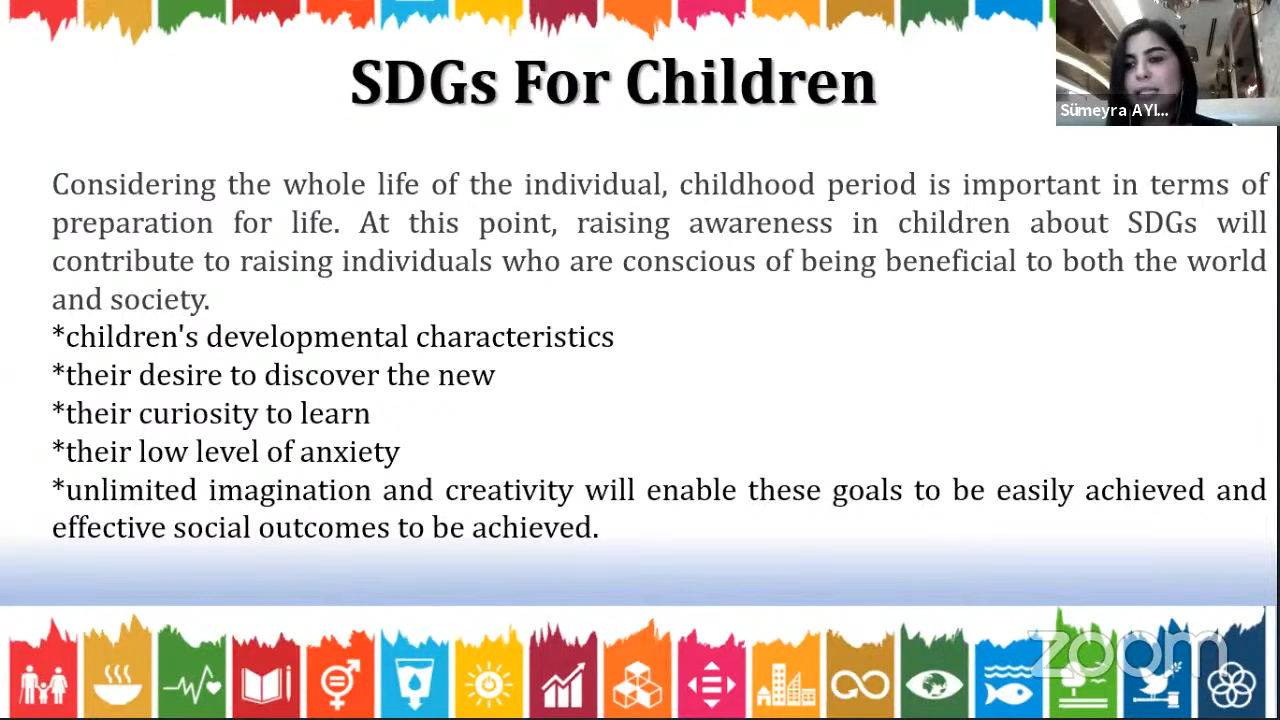 SDGs For Children
Sümeyra AYI...
Considering the whole life of the individual, childhood period is important in terms of
preparation for life. At this point, raising awareness in children about SDGs will
contribute to raising individuals who are conscious of being beneficial to both the world
and society.
*children's developmental characteristics
*their desire to discover the new
*their curiosity to learn
*their low level of anxiety
*unlimited imagination and creativity will enable these goals to be easily achieved and
effective social outcomes to be achieved.
zoom